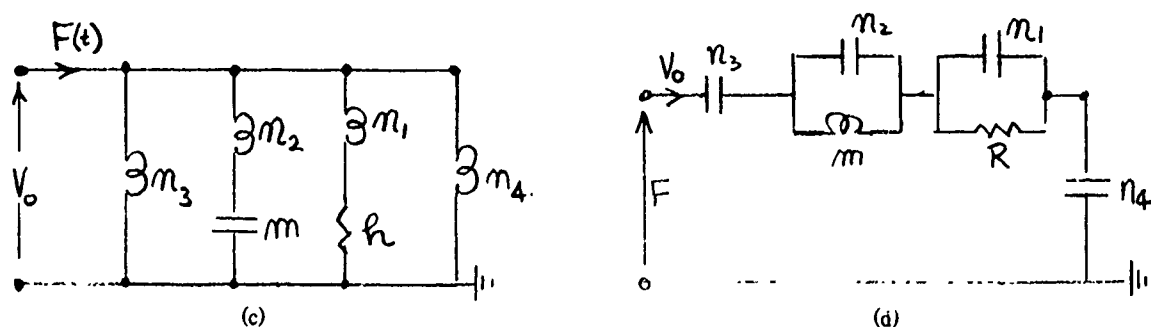 F(t)
V₀
n₃
n₂
m
n₁
h
n₄.
(c)
V₀
n₃
n₂
m
n₁
R
F
n₄
(d)